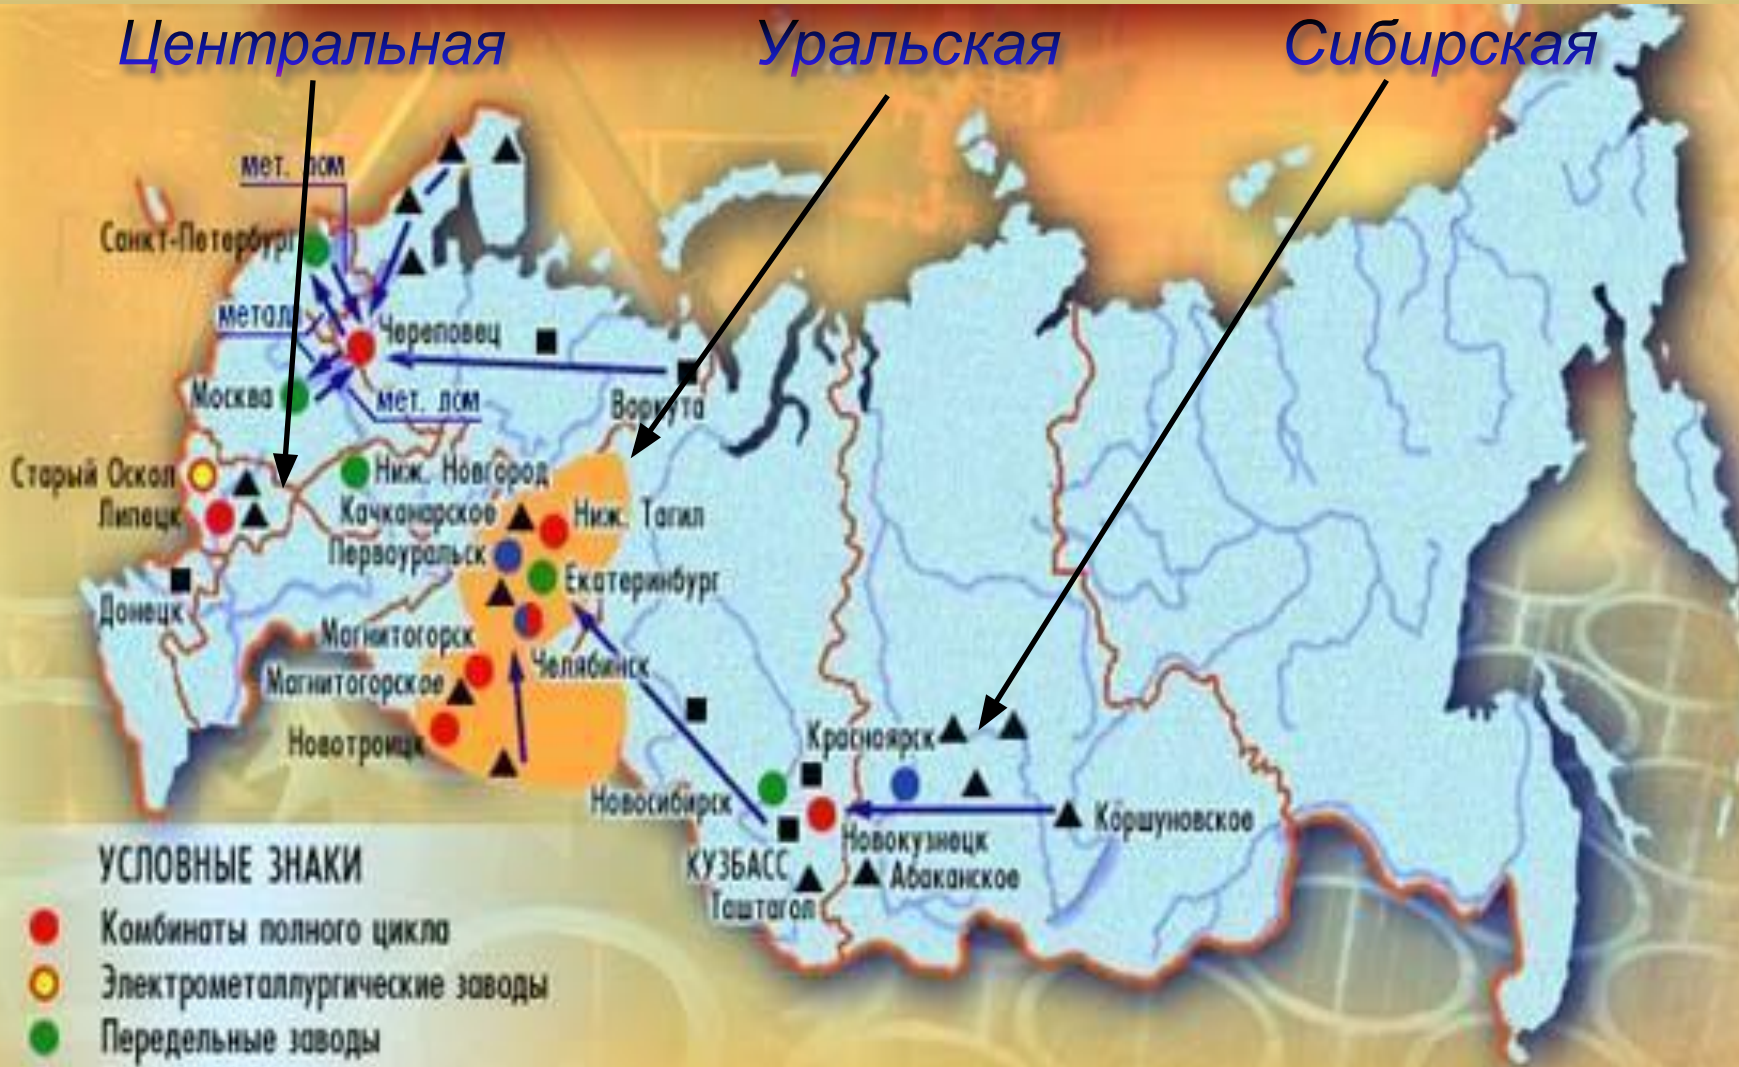 Центральная
Уральская
Сибирская
мет. лом
Санкт-Петербург
метал
Череповец
Москва
мет. лом
Воркута
Старый Оскол
Ниж. Новгород
Липецк
Качканарское
Ниж. Тагил
Первоуральск
Екатеринбург
Донецк
Магнитогорск
Челябинск
Магнитогорское
Новотроицк
Красноярск
Новосибирск
Коршуновское
Новокузнецк
КУЗБАСС
Абаканское
Таштагол
УСЛОВНЫЕ ЗНАКИ
Комбинаты полного цикла
Электрометаллургические заводы
Передельные заводы